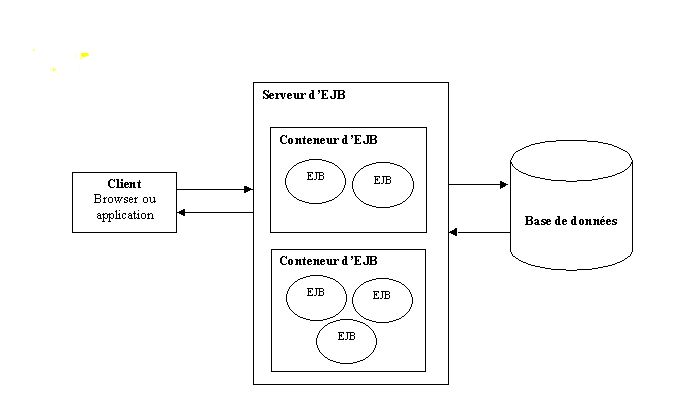 Serveur d'EJB
Conteneur d'EJB
EJB
EJB
Client
Browser ou
application
Base de données
Conteneur d'EJB
EJB
EJB
EJB